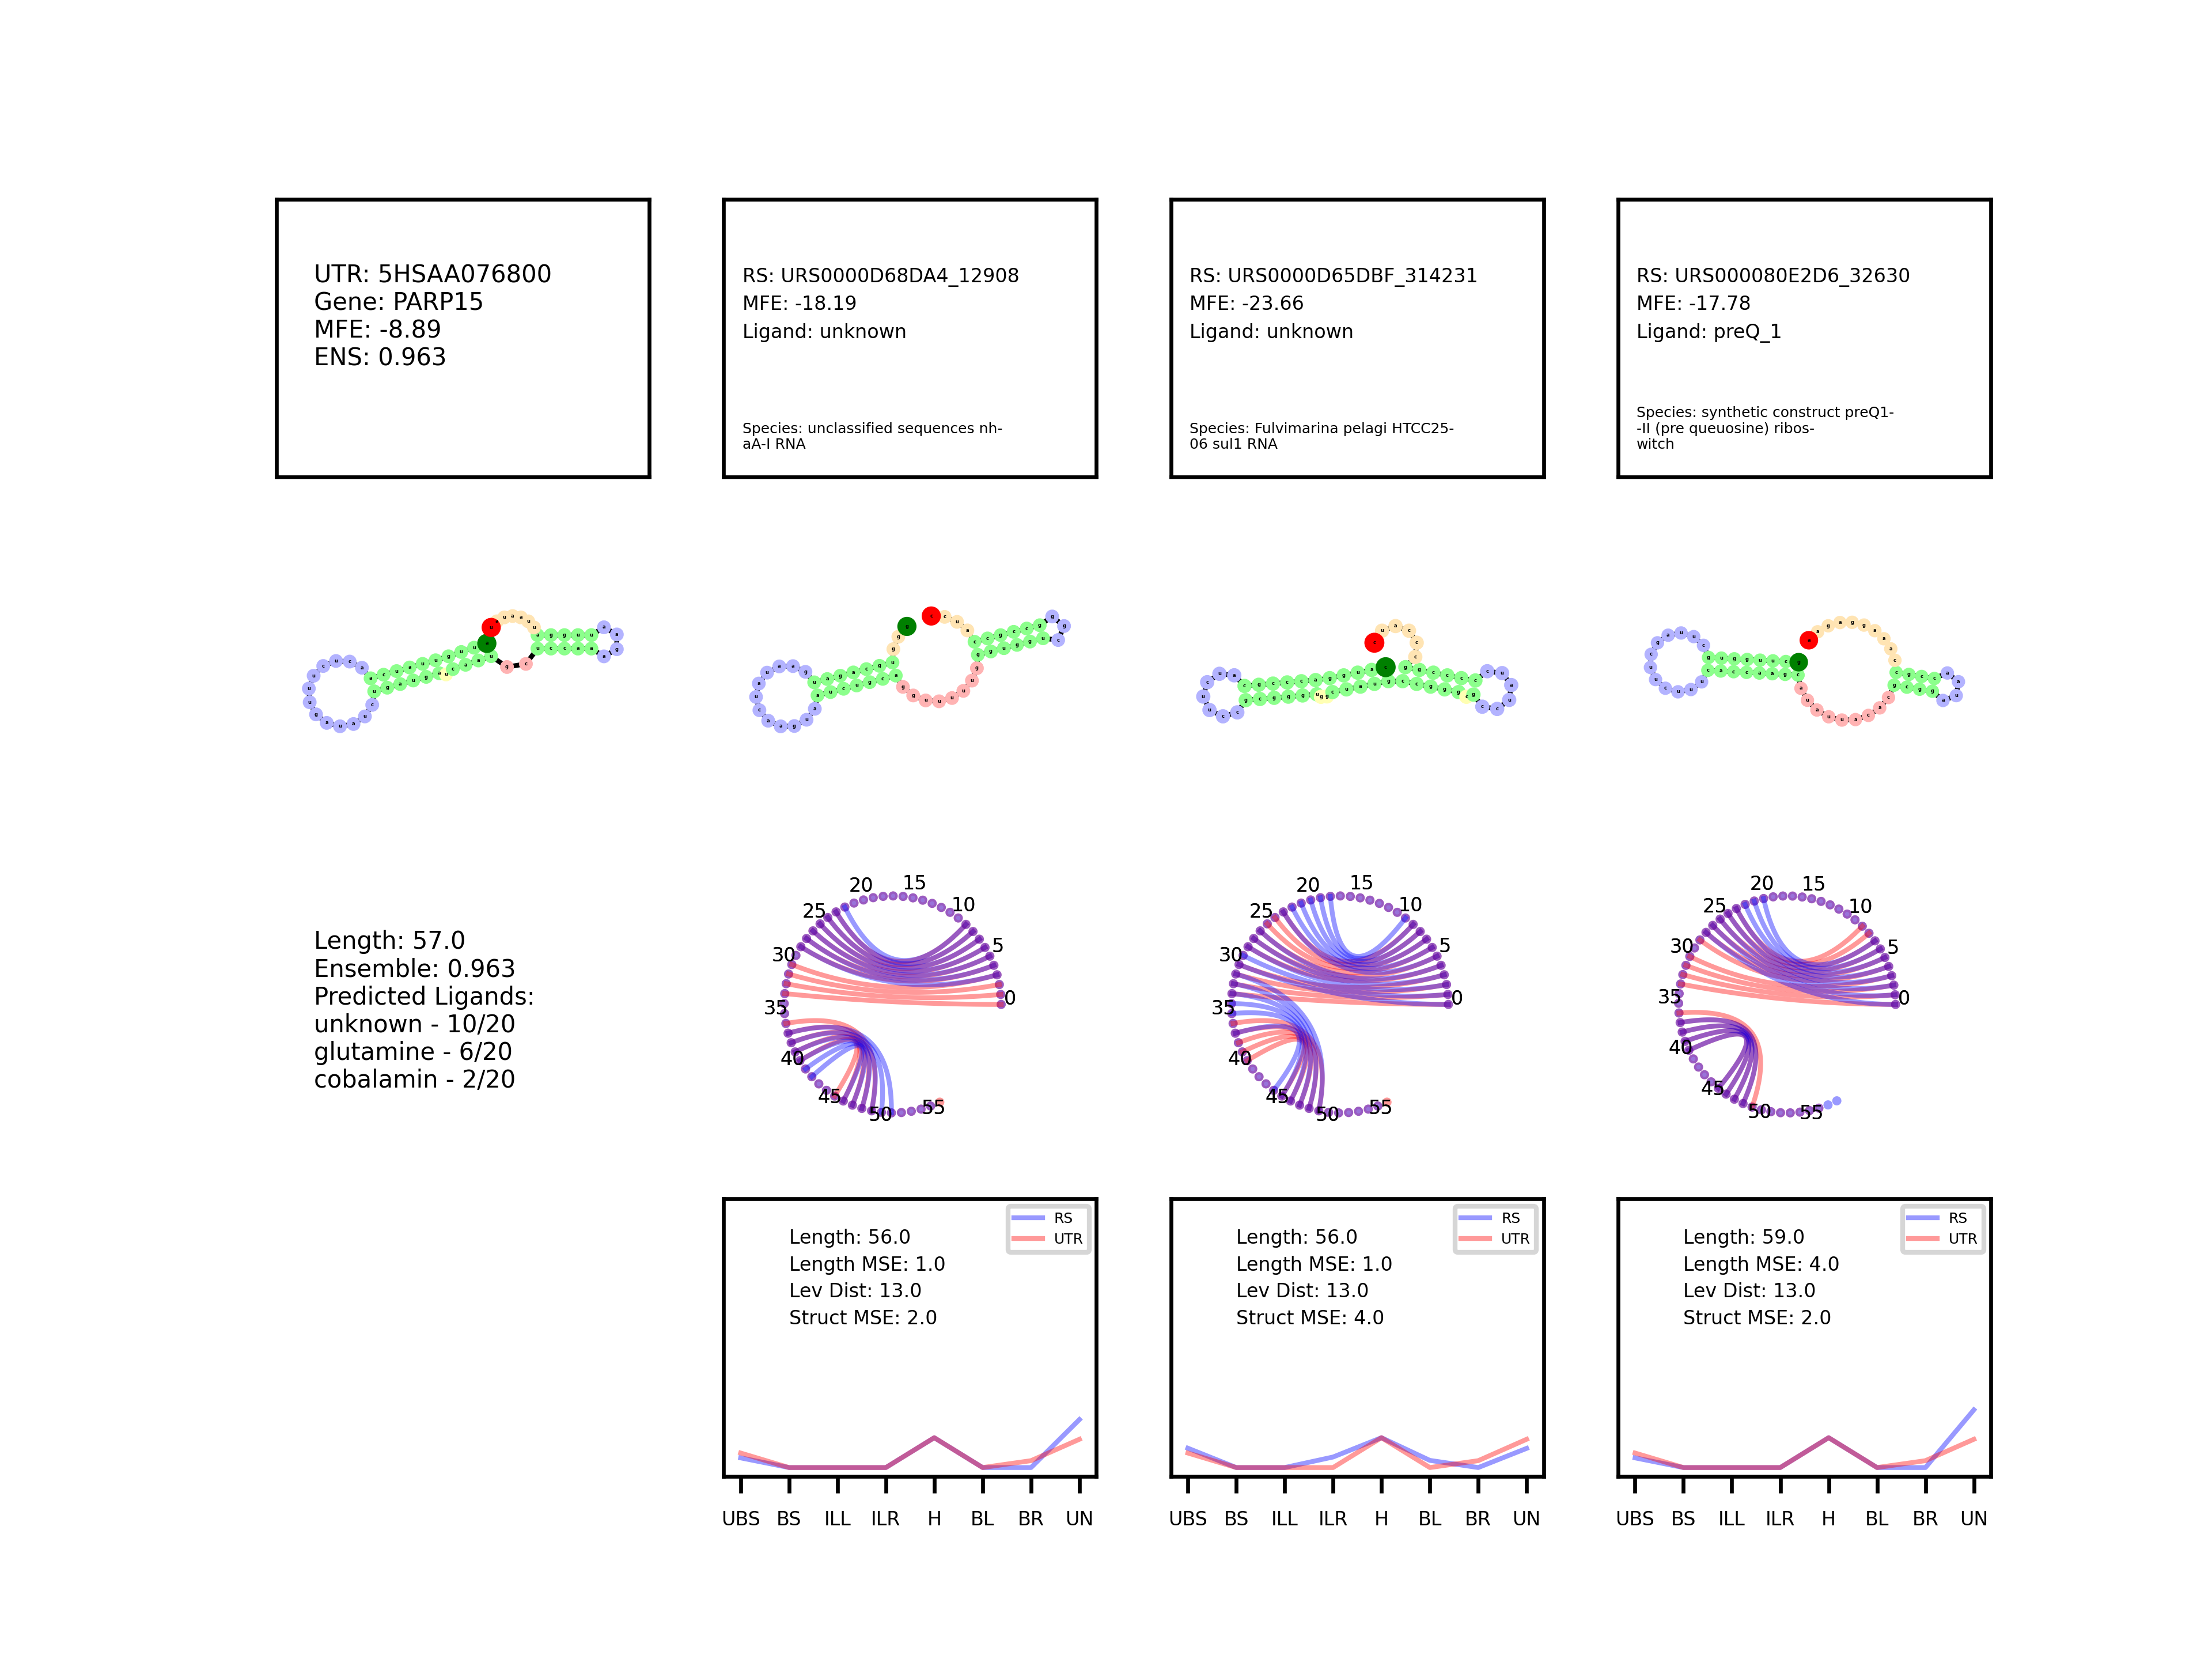 UTR: 5HSAA076800
Gene: PARP15
MFE: -8.89
ENS: 0.963
RS: URS0000D68DA4_12908
MFE: -18.19
Ligand: unknown
Species: unclassified sequences nh-
aA-I RNA
RS: URS0000D65DBF_314231
MFE: -23.66
Ligand: unknown
Species: Fulvimarina pelagi HTCC25-
06 sul1 RNA
RS: URS000080E2D6_32630
MFE: -17.78
Ligand: preQ_1
Species: synthetic construct preQ1-
-II (pre queuosine) ribos-
witch
Length: 57.0
Ensemble: 0.963
Predicted Ligands:
unknown - 10/20
glutamine - 6/20
cobalamin - 2/20
0
5
10
15
20
25
30
35
40
45
50
55
0
5
10
15
20
25
30
35
40
45
50
55
0
5
10
15
20
25
30
35
40
45
50
55
RS
UTR
Length: 56.0
Length MSE: 1.0
Lev Dist: 13.0
Struct MSE: 2.0
UBS BS ILL ILR H BL BR UN
RS
UTR
Length: 56.0
Length MSE: 1.0
Lev Dist: 13.0
Struct MSE: 4.0
UBS BS ILL ILR H BL BR UN
RS
UTR
Length: 59.0
Length MSE: 4.0
Lev Dist: 13.0
Struct MSE: 2.0
UBS BS ILL ILR H BL BR UN